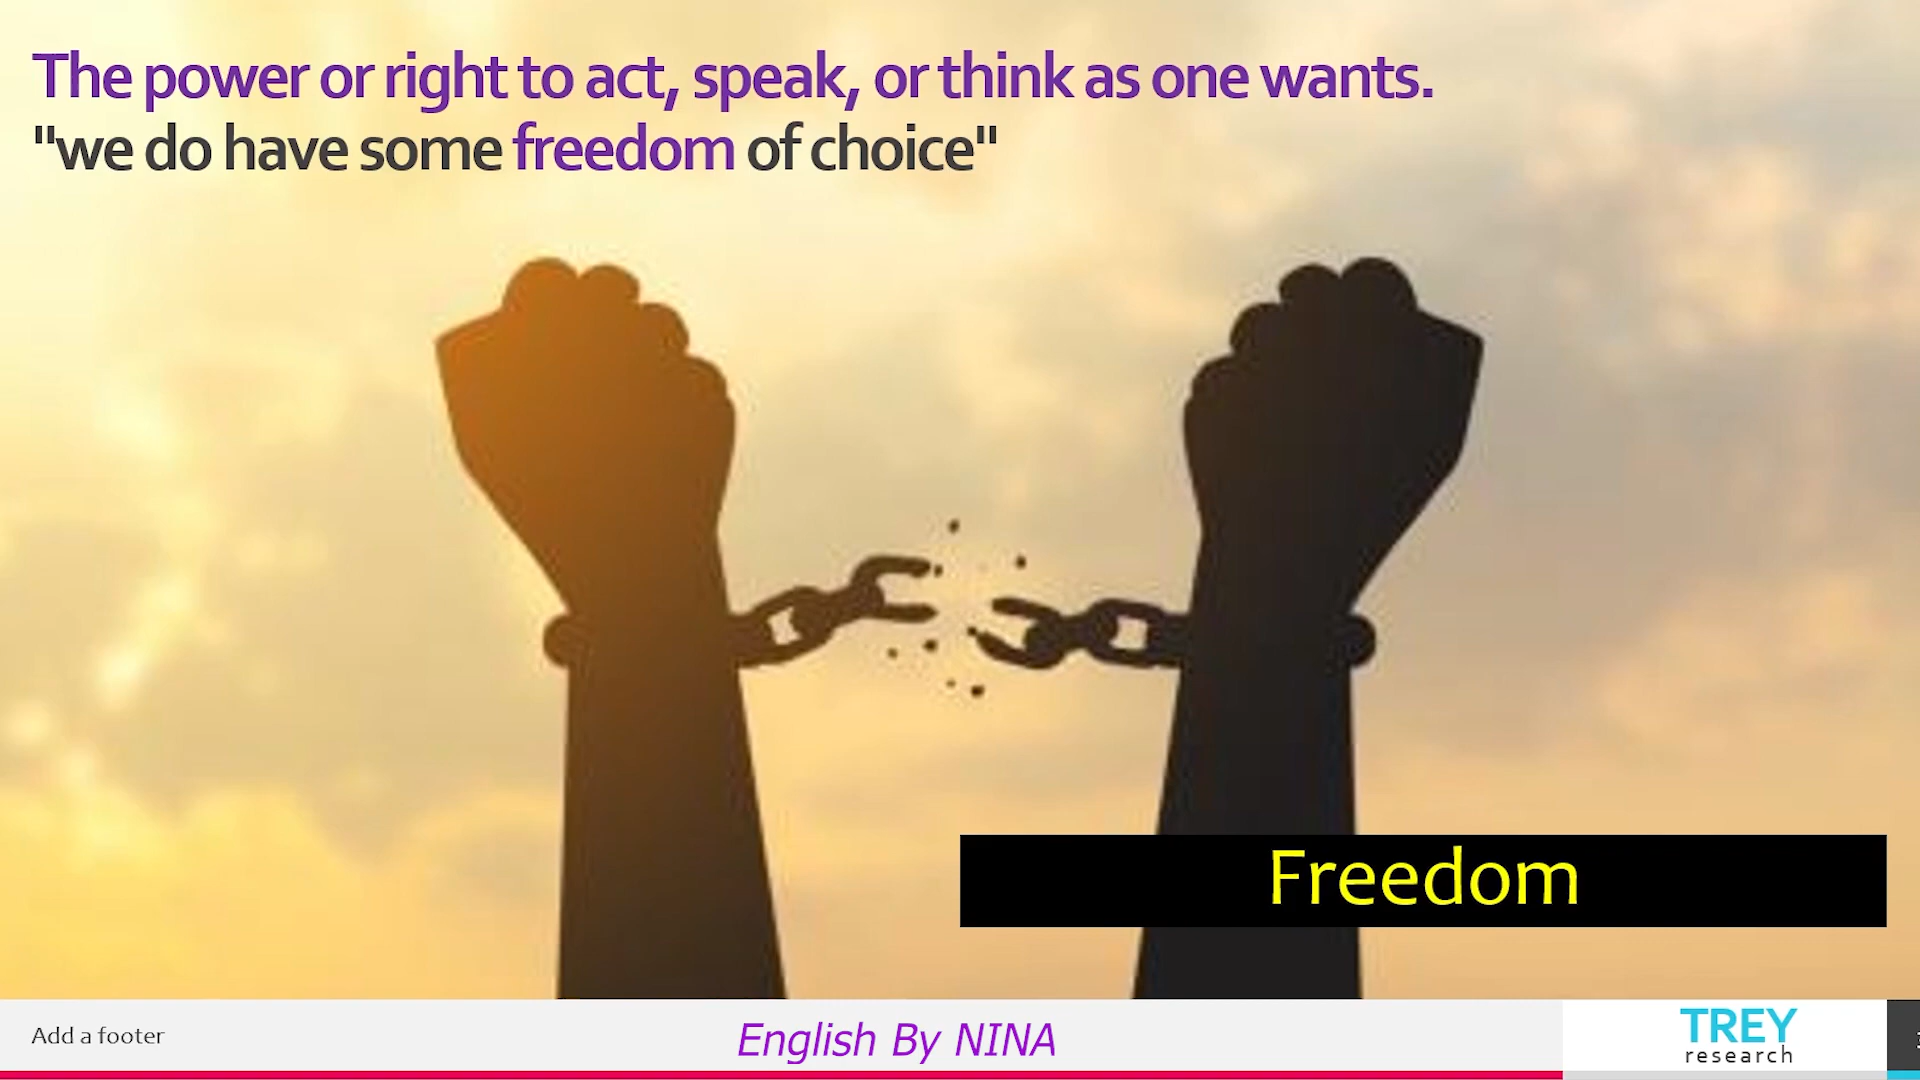 The power or right to act, speak, or think as one wants.
"we do have some freedom of choice"
Freedom
Add a footer
English By NINA
TREY
research